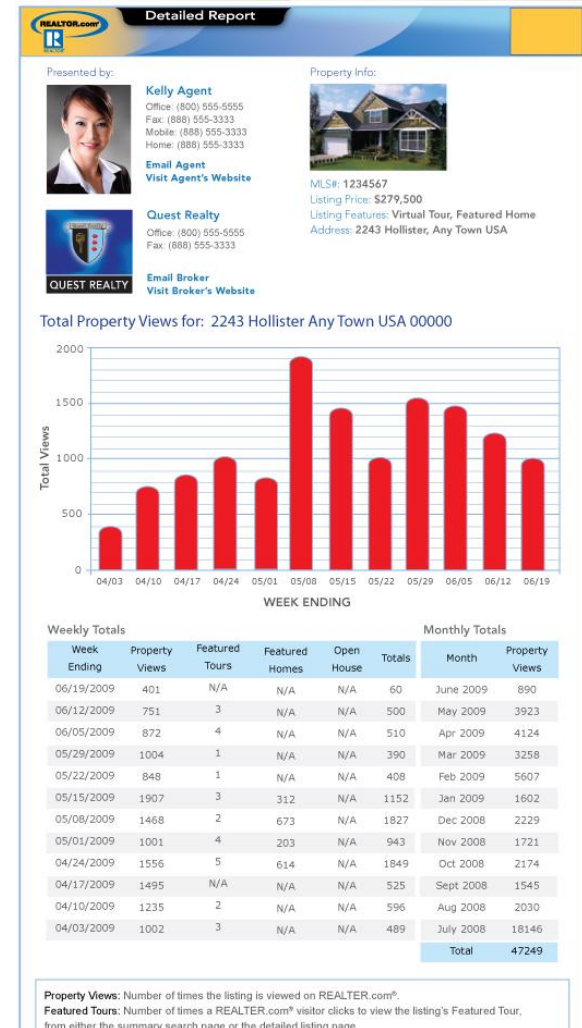 REALTOR.com®
REALTOR®
Detailed Report
Presented by:
Kelly Agent
Office: (800) 555-5555
Fax: (888) 555-3333
Mobile: (888) 555-3333
Home: (888) 555-3333
Email Agent
Visit Agent's Website
QUEST REALTY
Quest Realty
Office: (800) 555-5555
Fax: (888) 555-3333
Email Broker
Visit Broker's Website
Property Info:
MLS#: 1234567
Listing Price: $279,500
Listing Features: Virtual Tour, Featured Home
Address: 2243 Hollister, Any Town USA
Total Property Views for: 2243 Hollister Any Town USA 00000
Total Views
2000
1500
1000
500
0
04/03 04/10 04/17 04/24 05/01 05/08 05/15 05/22 05/29 06/05 06/12 06/19
WEEK ENDING
Weekly Totals
Week Ending Property Views Featured Tours Featured Homes Open House Totals
06/19/2009 401 N/A N/A N/A 60
06/12/2009 751 3 N/A N/A 500
06/05/2009 872 4 N/A N/A 510
05/29/2009 1004 1 N/A N/A 390
05/22/2009 848 1 N/A N/A 408
05/15/2009 1907 3 312 N/A 1152
05/08/2009 1468 2 673 N/A 1827
05/01/2009 1001 4 203 N/A 943
04/24/2009 1556 5 614 N/A 1849
04/17/2009 1495 N/A N/A N/A 525
04/10/2009 1235 2 N/A N/A 596
04/03/2009 1002 3 N/A N/A 489
Monthly Totals
Month Property Views
June 2009 890
May 2009 3923
Apr 2009 4124
Mar 2009 3258
Feb 2009 5607
Jan 2009 1602
Dec 2008 2229
Nov 2008 1721
Oct 2008 2174
Sept 2008 1545
Aug 2008 2030
July 2008 18146
Total 47249
Property Views: Number of times the listing is viewed on REALTER.com®.
Featured Tours: Number of times a REALTER.com® visitor clicks to view the listing's Featured Tour,
from either the summary search page or the detailed listing page.